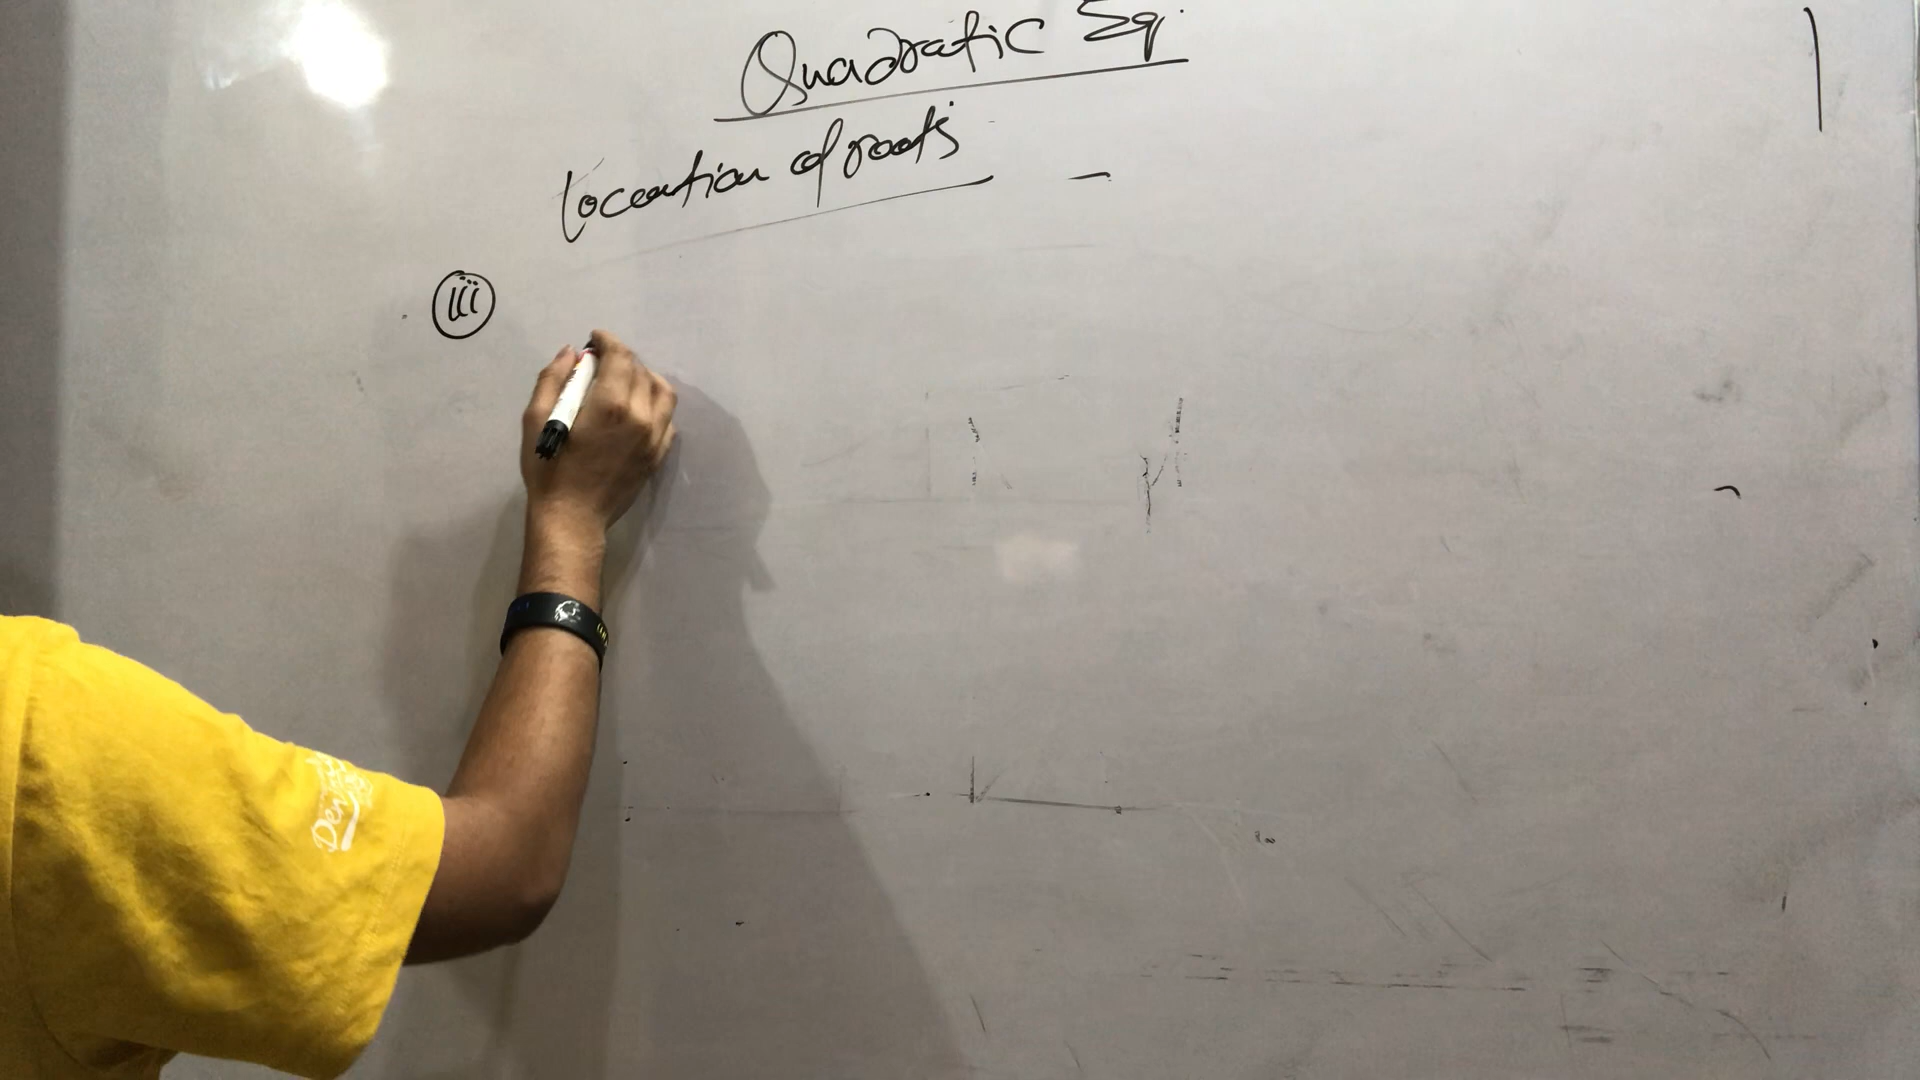 Quadratic Eq.
Location of roots
iii